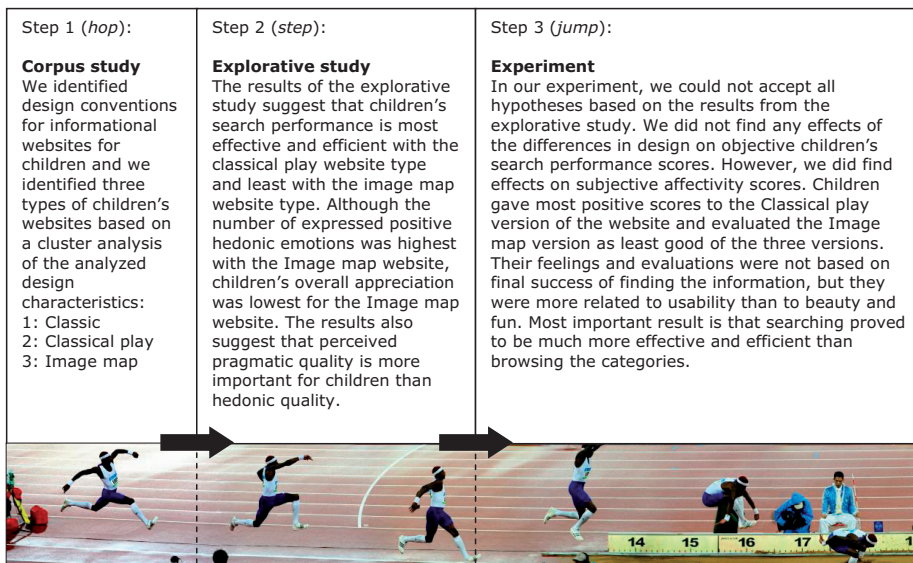 Step 1 (hop):
Corpus study
We identified
design conventions
for informational
websites for
children and we
identified three
types of children's
websites based on
a cluster analysis
of the analyzed
design
characteristics:
1: Classic
2: Classical play
3: Image map
Step 2 (step):
Explorative study
The results of the explorative
study suggest that children's
search performance is most
effective and efficient with the
classical play website type
and least with the image map
website type. Although the
number of expressed positive
hedonic emotions was highest
with the Image map website,
children's overall appreciation
was lowest for the Image map
website. The results also
suggest that perceived
pragmatic quality is more
important for children than
hedonic quality.
Step 3 (jump):
Experiment
In our experiment, we could not accept all
hypotheses based on the results from the
explorative study. We did not find any effects of
the differences in design on objective children's
search performance scores. However, we did find
effects on subjective affectivity scores. Children
gave most positive scores to the Classical play
version of the website and evaluated the Image
map version as least good of the three versions.
Their feelings and evaluations were not based on
final success of finding the information, but they
were more related to usability than to beauty and
fun. Most important result is that searching proved
to be much more effective and efficient than
browsing the categories.
14 15 16 17